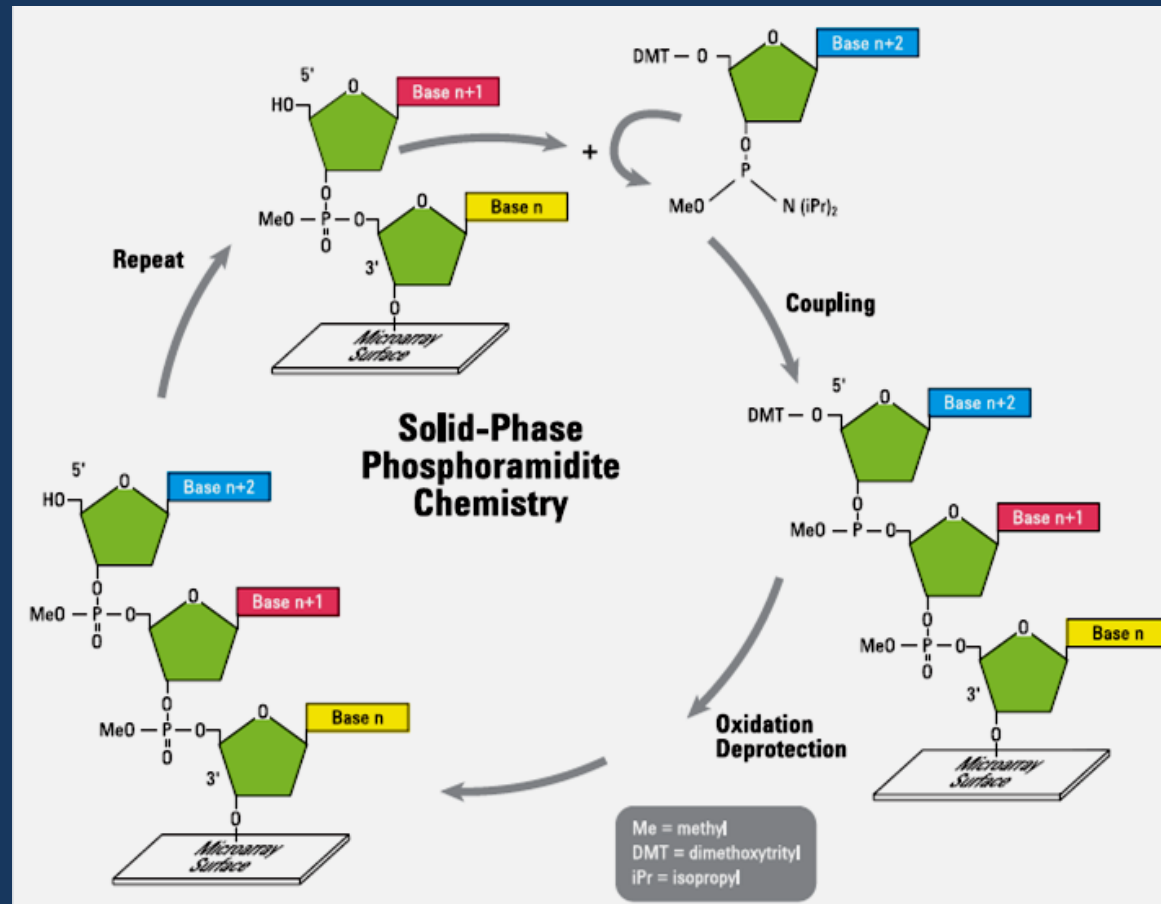 5'
HO
O
Base n+1
O
MeO — P — O
O
O
Base n
3'
O
Microarray
Surface
+
DMT — O
O
Base n+2
O
P
MeO
N (iPr)₂
Repeat
Coupling
Solid-Phase
Phosphoramidite
Chemistry
5'
DMT — O
O
Base n+2
O
MeO — P — O
O
Base n+1
O
MeO — P — O
O
O
Base n
3'
O
Microarray
Surface
5'
HO
O
Base n+2
O
MeO — P — O
O
O
Base n+1
O
MeO — P — O
O
O
Base n
3'
O
Microarray
Surface
Oxidation
Deprotection
Me = methyl
DMT = dimethoxytrityl
iPr = isopropyl